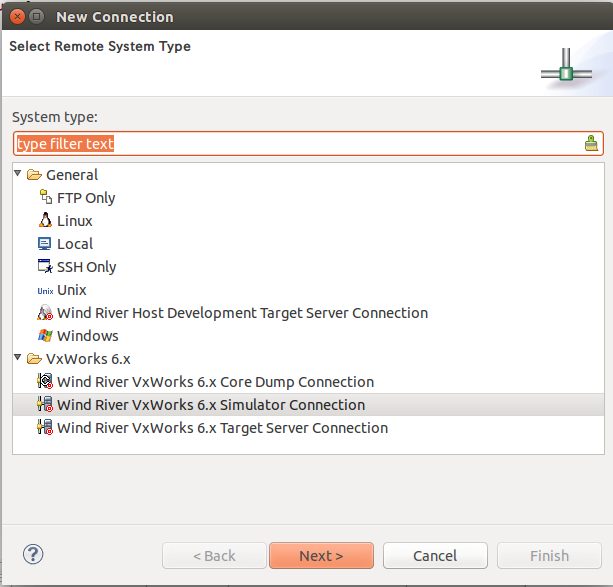 New Connection
Select Remote System Type
System type:
type filter text
General
FTP Only
Linux
Local
SSH Only
Unix Unix
Wind River Host Development Target Server Connection
Windows
VxWorks 6.x
Wind River VxWorks 6.x Core Dump Connection
Wind River VxWorks 6.x Simulator Connection
Wind River VxWorks 6.x Target Server Connection
? < Back Next > Cancel Finish